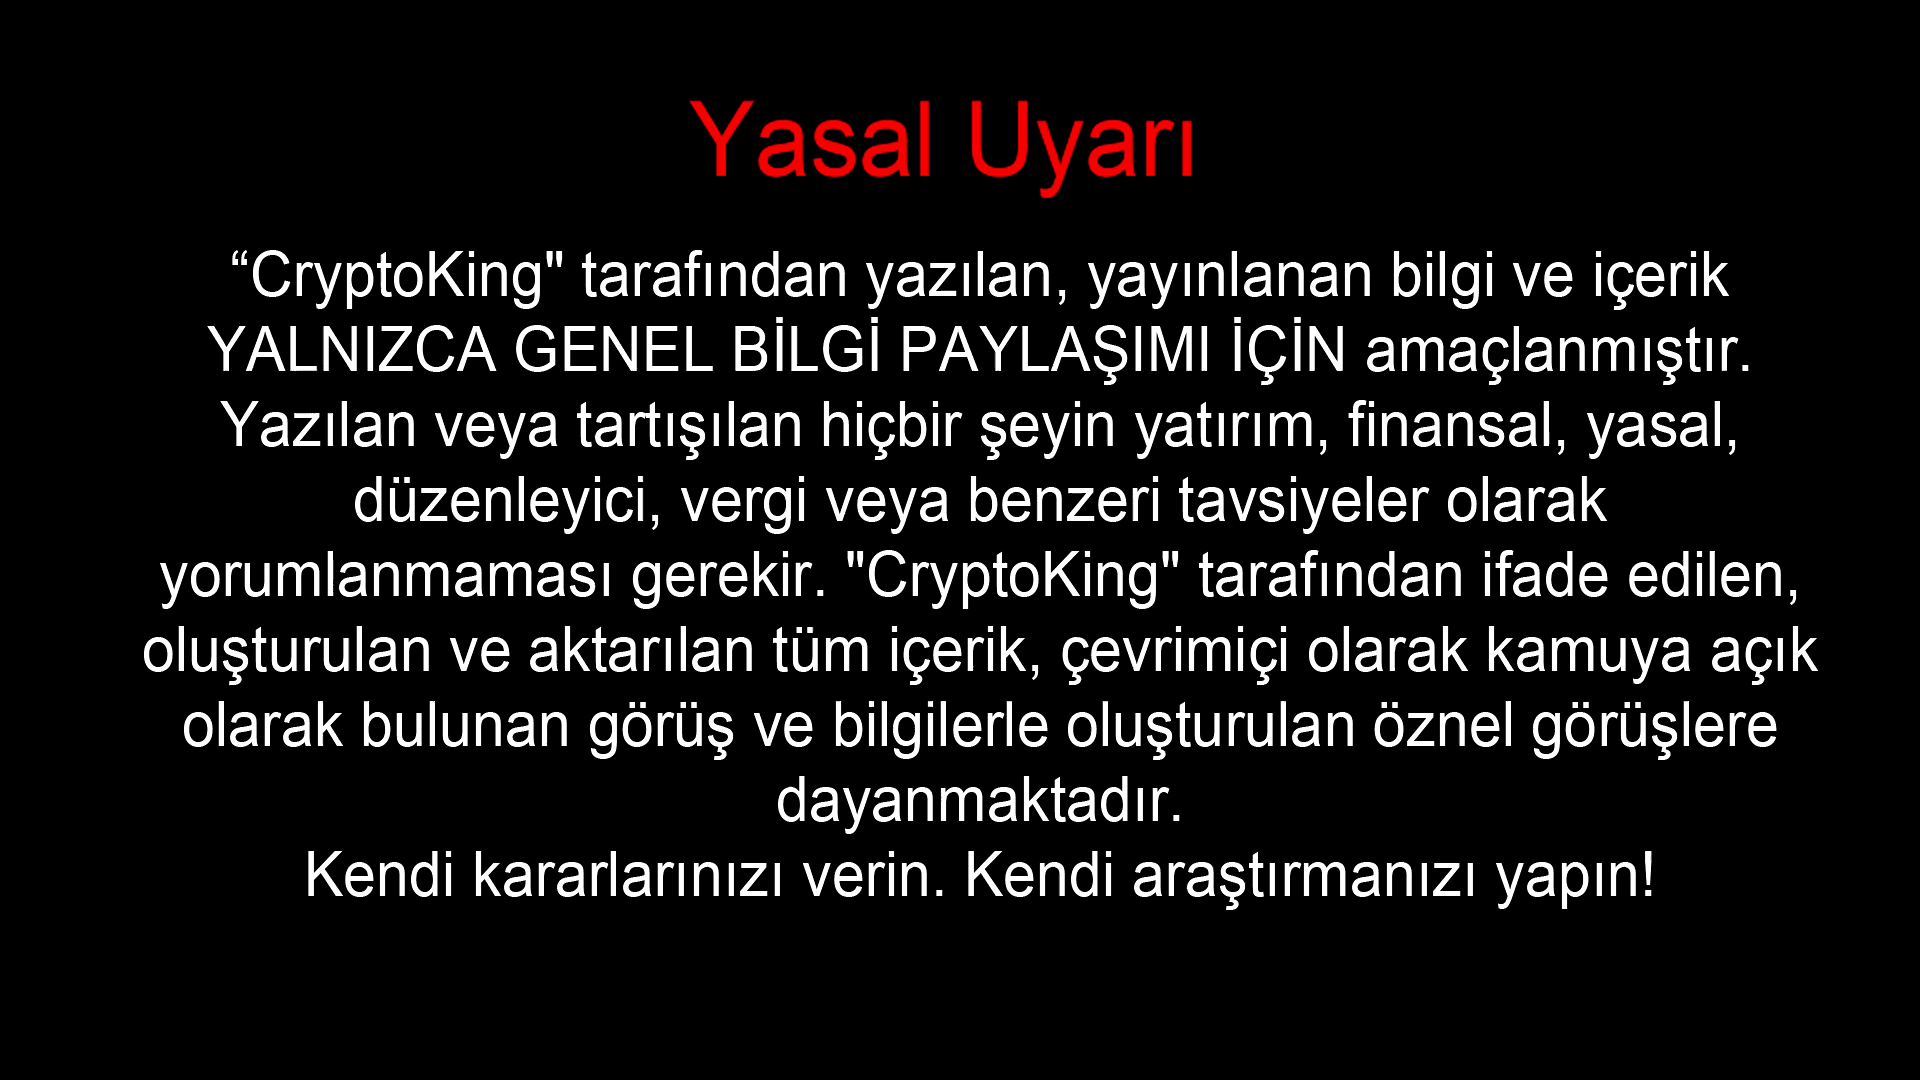 Yasal Uyarı
“CryptoKing" tarafından yazılan, yayınlanan bilgi ve içerik
YALNIZCA GENEL BİLGİ PAYLAŞIMI İÇİN amaçlanmıştır.
Yazılan veya tartışılan hiçbir şeyin yatırım, finansal, yasal,
düzenleyici, vergi veya benzeri tavsiyeler olarak
yorumlanmaması gerekir. "CryptoKing" tarafından ifade edilen,
oluşturulan ve aktarılan tüm içerik, çevrimiçi olarak kamuya açık
olarak bulunan görüş ve bilgilerle oluşturulan öznel görüşlere
dayanmaktadır.
Kendi kararlarınızı verin. Kendi araştırmanızı yapın!